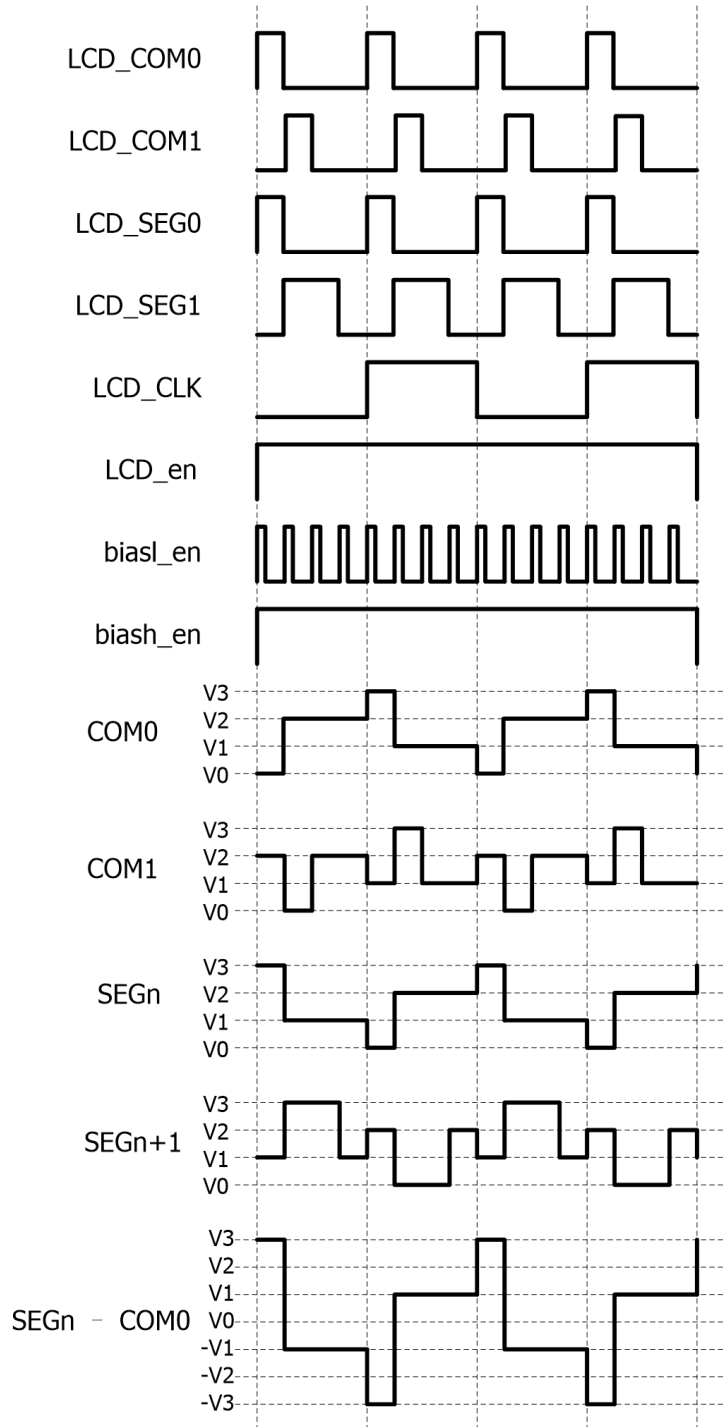 LCD_COM0
LCD_COM1
LCD_SEG0
LCD_SEG1
LCD_CLK
LCD_en
biasl_en
biash_en
COM0
V3
V2
V1
V0
COM1
V3
V2
V1
V0
SEGn
V3
V2
V1
V0
SEGn+1
V3
V2
V1
V0
SEGn - COM0
V3
V2
V1
V0
-V1
-V2
-V3